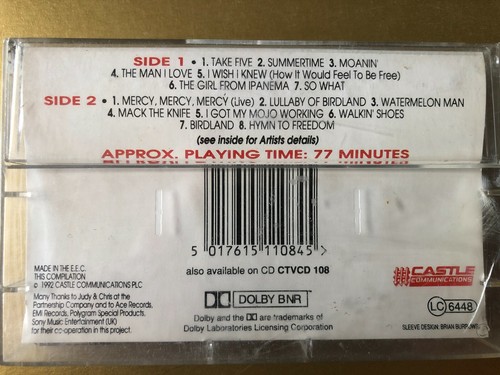 SIDE 1 • 1. TAKE FIVE 2. SUMMERTIME 3. MOANIN'
4. THE MAN I LOVE 5. I WISH I KNEW (How It Would Feel To Be Free)
6. THE GIRL FROM IPANEMA 7. SO WHAT
SIDE 2 • 1. MERCY, MERCY, MERCY (Live) 2. LULLABY OF BIRDLAND 3. WATERMELON MAN
4. MACK THE KNIFE 5. I GOT MY MOJO WORKING 6. WALKIN' SHOES
7. BIRDLAND 8. HYMN TO FREEDOM
(see inside for Artists details)
APPROX. PLAYING TIME: 77 MINUTES
5 017615 110845 >
also available on CD CTVCD 108
MADE IN THE E.E.C.
THIS COMPILATION
© 1992 CASTLE COMMUNICATIONS PLC
Many Thanks to Judy & Chris at the
Partnership Company and to Ace Records.
EMI Records, Polygram Special Products.
Sony Music Entertainment (UK)
for their co-operation in this project.
DOLBY B NR
Dolby and the DD are trademarks of
Dolby Laboratories Licensing Corporation
CASTLE
COMMUNICATIONS
LC 6448
SLEEVE DESIGN: BRIAN